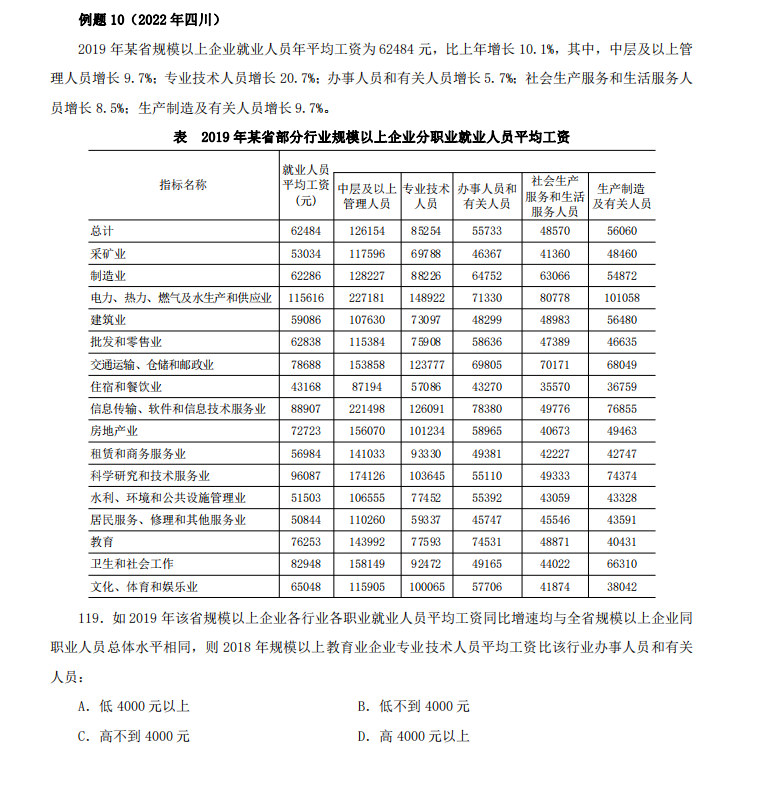 例题 10（2022 年四川）
2019 年某省规模以上企业就业人员年平均工资为 62484 元，比上年增长 10.1%，其中，中层及以上管
理人员增长 9.7%；专业技术人员增长 20.7%；办事人员和有关人员增长 5.7%；社会生产服务和生活服务人
员增长 8.5%；生产制造及有关人员增长 9.7%。
表　2019 年某省部分行业规模以上企业分职业就业人员平均工资
指标名称 就业人员平均工资(元) 中层及以上管理人员 专业技术人员 办事人员和有关人员 社会生产服务和生活服务人员 生产制造及有关人员
总计 62484 126154 85254 55733 48570 56060
采矿业 53034 117596 69788 46367 41360 48460
制造业 62286 128227 88226 64752 63066 54872
电力、热力、燃气及水生产和供应业 115616 227181 148922 71330 80778 101058
建筑业 59086 107630 73097 48299 48983 56480
批发和零售业 62838 115384 75908 58636 47389 46635
交通运输、仓储和邮政业 78688 153858 123777 69805 70171 68049
住宿和餐饮业 43168 87194 57086 43270 35570 36759
信息传输、软件和信息技术服务业 88907 221498 126091 78380 49776 76855
房地产业 72723 156070 101234 58965 40673 49463
租赁和商务服务业 56984 141033 93330 49381 42227 42747
科学研究和技术服务业 96087 174126 103645 55110 49333 74374
水利、环境和公共设施管理业 51503 106555 77452 55392 43059 43328
居民服务、修理和其他服务业 50844 110260 59337 45747 45546 43591
教育 76253 143992 77593 74531 48871 40431
卫生和社会工作 82948 158149 92472 49165 44022 66310
文化、体育和娱乐业 65048 115905 100065 57706 41874 38042
119．如 2019 年该省规模以上企业各行业各职业就业人员平均工资同比增速均与全省规模以上企业同
职业人员总体水平相同，则 2018 年规模以上教育业企业专业技术人员平均工资比该行业办事人员和有关
人员：
A．低 4000 元以上 B．低不到 4000 元
C．高不到 4000 元 D．高 4000 元以上